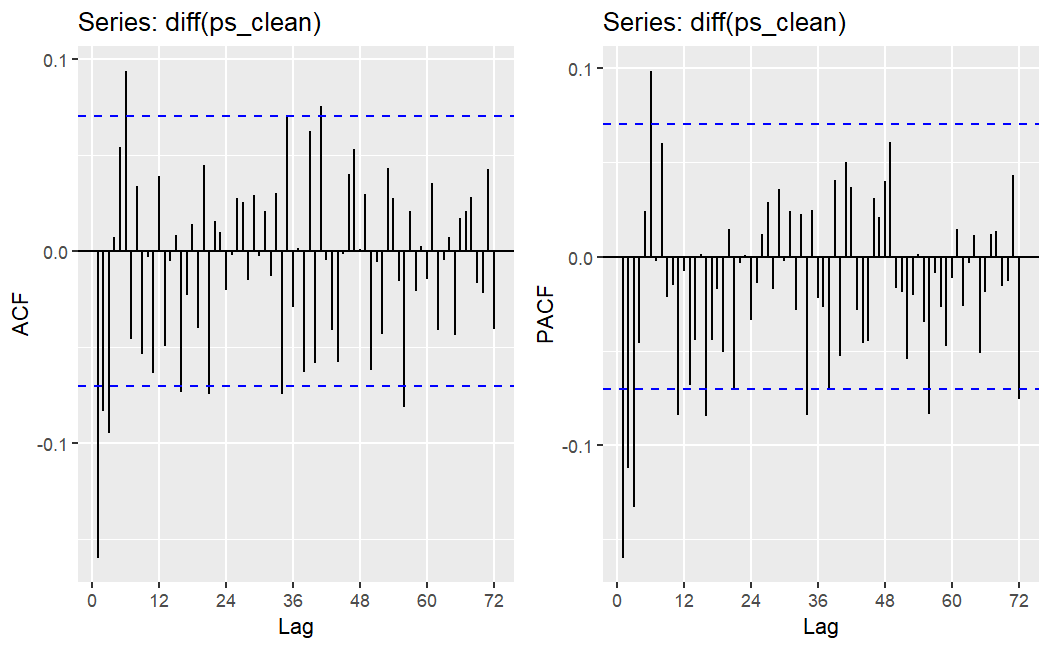 Series: diff(ps_clean)
0.1
0.0
-0.1
ACF
0 12 24 36 48 60 72
Lag
Series: diff(ps_clean)
0.1
0.0
-0.1
PACF
0 12 24 36 48 60 72
Lag